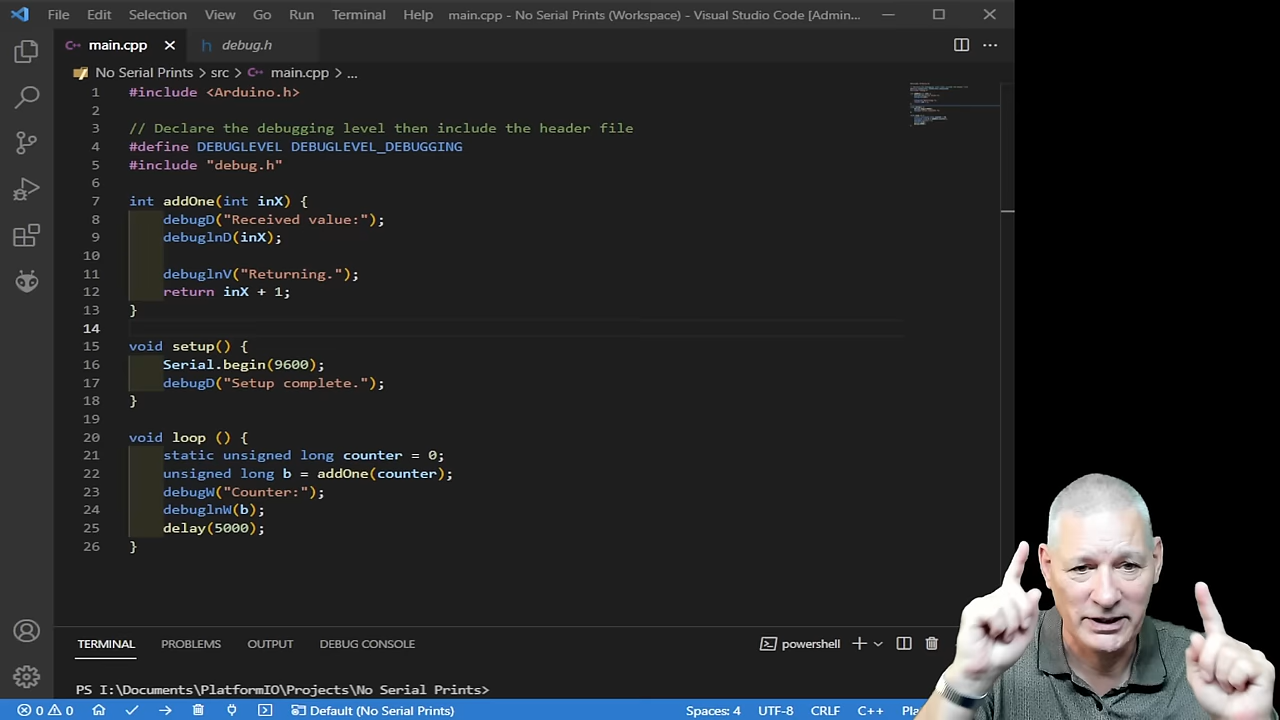 File Edit Selection View Go Run Terminal Help main.cpp - No Serial Prints (Workspace) - Visual Studio Code [Admin...
main.cpp debug.h
No Serial Prints > src > main.cpp > ...
1 #include <Arduino.h>
2
3 // Declare the debugging level then include the header file
4 #define DEBUGLEVEL DEBUGLEVEL_DEBUGGING
5 #include "debug.h"
6
7 int addOne(int inX) {
8 debugD("Received value:");
9 debuglnD(inX);
10
11 debuglnV("Returning.");
12 return inX + 1;
13 }
14
15 void setup() {
16 Serial.begin(9600);
17 debugD("Setup complete.");
18 }
19
20 void loop () {
21 static unsigned long counter = 0;
22 unsigned long b = addOne(counter);
23 debugW("Counter:");
24 debuglnW(b);
25 delay(5000);
26 }
TERMINAL PROBLEMS OUTPUT DEBUG CONSOLE powershell
PS I:\Documents\PlatformIO\Projects\No Serial Prints>
0 0 Default (No Serial Prints) Spaces: 4 UTF-8 CRLF C++ Pla